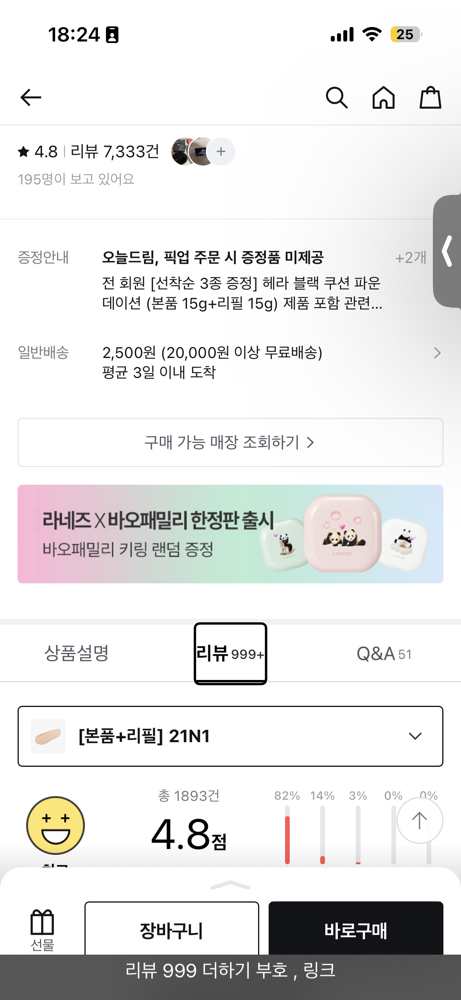 18:24
25
4.8 리뷰 7,333건
+
195명이 보고 있어요
증정안내 오늘드림, 픽업 주문 시 증정품 미제공 +2개
전 회원 [선착순 3종 증정] 헤라 블랙 쿠션 파운
데이션 (본품 15g+리필 15g) 제품 포함 관련...
일반배송 2,500원 (20,000원 이상 무료배송)
평균 3일 이내 도착
구매 가능 매장 조회하기
라네즈 X 바오패밀리 한정판 출시
바오패밀리 키링 랜덤 증정
LANEIGE
상품설명 리뷰 999+ Q&A 51
[본품+리필] 21N1
총 1893건
82% 14% 3% 0% 0%
4.8점
선물
장바구니
바로구매
리뷰 999 더하기 부호 , 링크